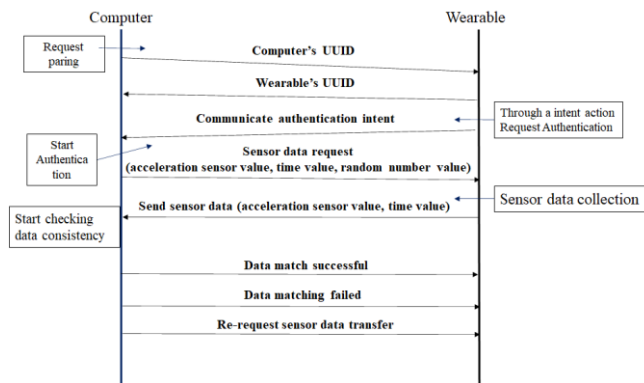 Computer
Wearable
Request
paring
Computer's UUID
Wearable's UUID
Communicate authentication intent
Through a intent action
Request Authentication
Start
Authentica
tion
Sensor data request
(acceleration sensor value, time value, random number value)
Sensor data collection
Send sensor data (acceleration sensor value, time value)
Start checking
data consistency
Data match successful
Data matching failed
Re-request sensor data transfer